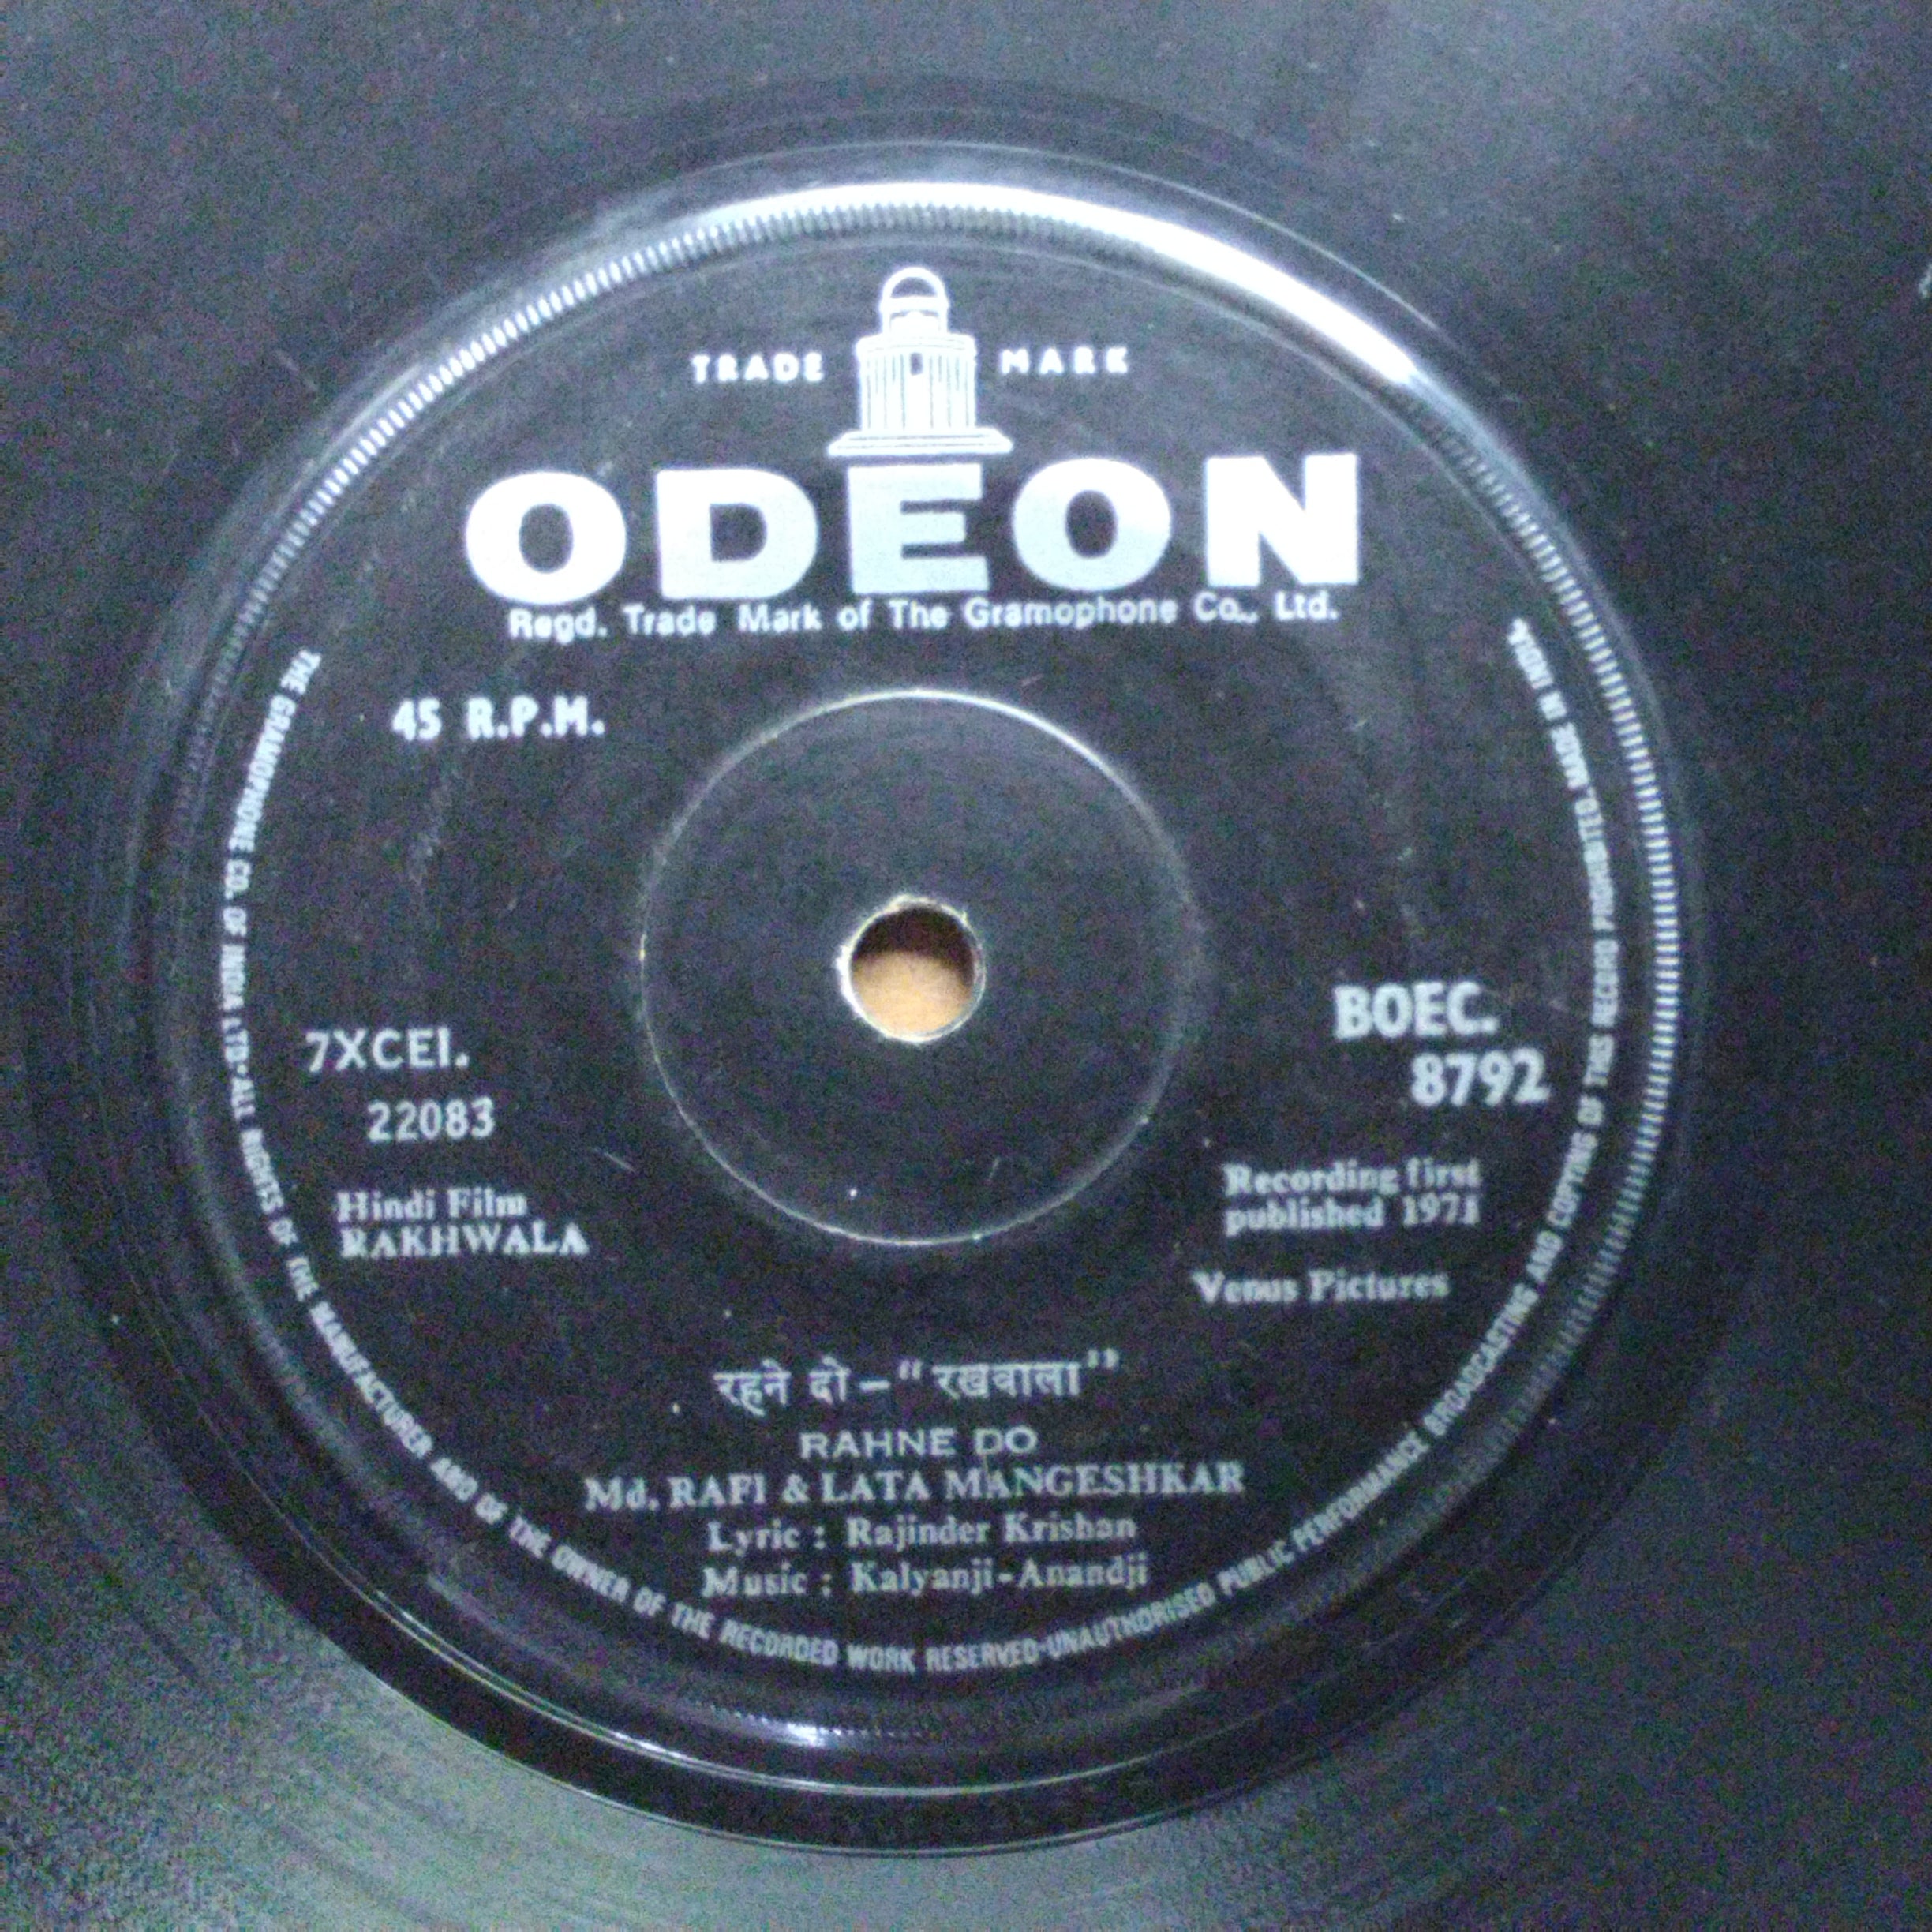 TRADE MARK
ODEON
Regd. Trade Mark of The Gramophone Co., Ltd.
45 R.P.M.
7XCEI.
22083
BOEC.
8792
Hindi Film
RAKHWALA
Recording first
published 1971
Venus Pictures
रहने दो – “रखवाला”
RAHNE DO
Md. RAFI & LATA MANGESHKAR
Lyric : Rajinder Krishan
Music : Kalyanji-Anandji
THE GRAMOPHONE CO. OF INDIA LTD-ALL RIGHTS OF THE MANUFACTURER AND OF THE OWNER OF THE RECORDED WORK RESERVED-UNAUTHORISED PUBLIC PERFORMANCE BROADCASTING AND COPYING OF THIS RECORD PROHIBITED-MADE IN INDIA.